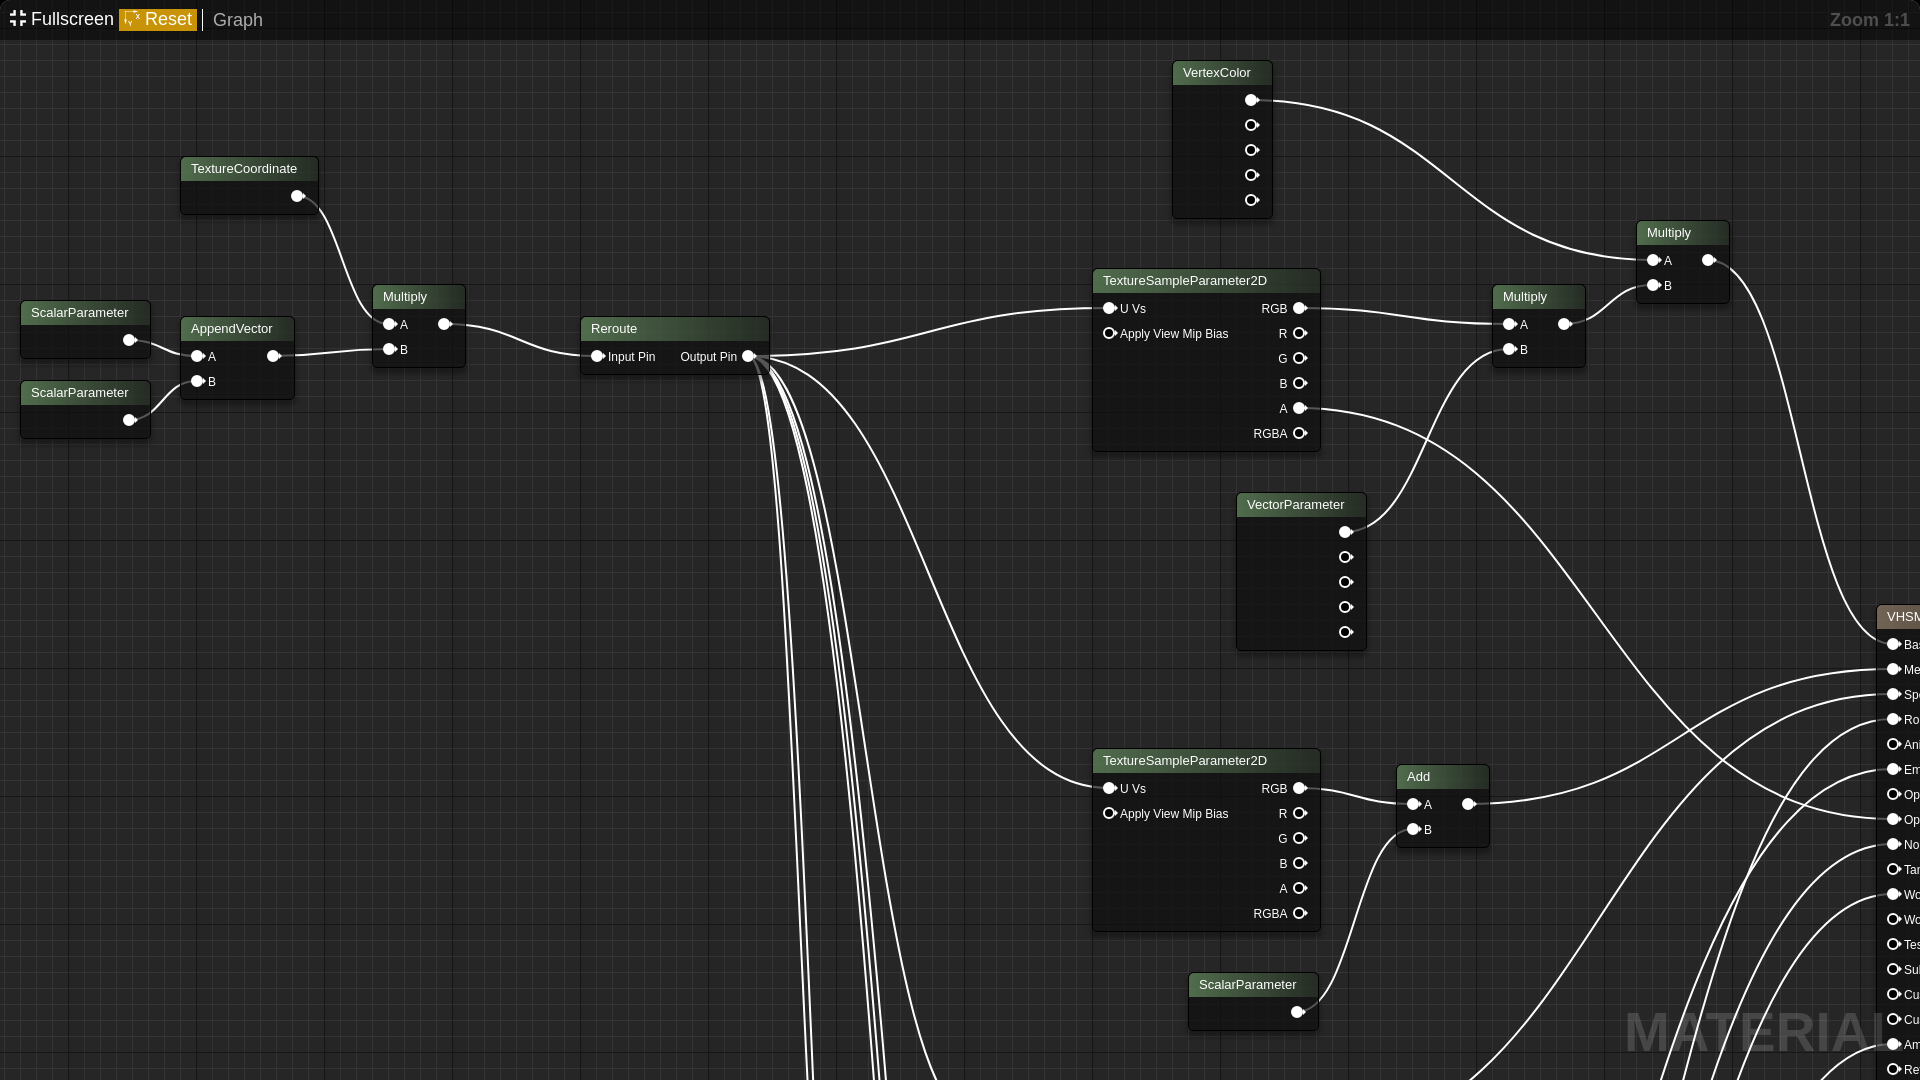 Fullscreen Reset Graph
Zoom 1:1
VertexColor
TextureCoordinate
Multiply
A
B
TextureSampleParameter2D
U Vs RGB
Apply View Mip Bias R
G
B
A
RGBA
Multiply
A
B
Multiply
A
B
ScalarParameter
AppendVector
A
B
Reroute
Input Pin Output Pin
ScalarParameter
VectorParameter
VHSM
Bas
Me
Spe
Ro
Ani
Em
Op
Op
No
Tan
Wo
Wo
Tes
Sul
Cu
Cu
Am
Re
TextureSampleParameter2D
U Vs RGB
Apply View Mip Bias R
G
B
A
RGBA
Add
A
B
ScalarParameter
MATERIAL